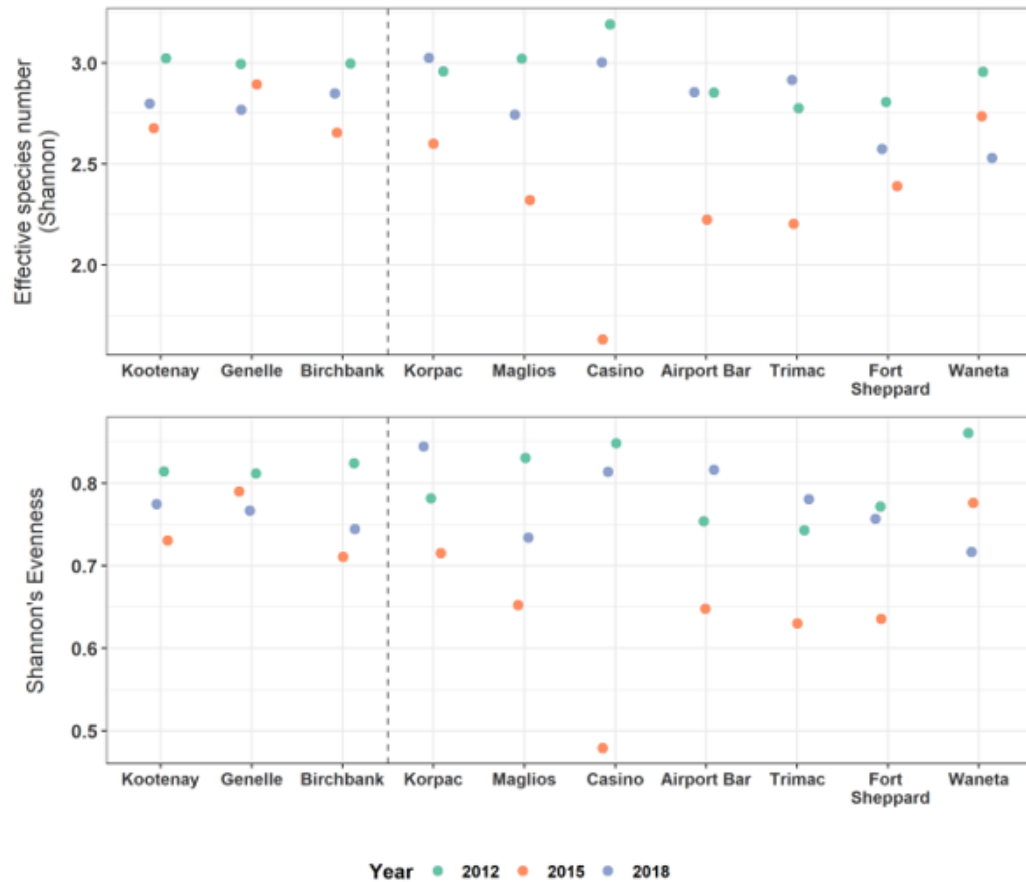 Effective species number
(Shannon)
3.0
2.5
2.0
Kootenay Genelle Birchbank Korpac Maglios Casino Airport Bar Trimac Fort Sheppard Waneta
Shannon's Evenness
0.8
0.7
0.6
0.5
Kootenay Genelle Birchbank Korpac Maglios Casino Airport Bar Trimac Fort Sheppard Waneta
Year 2012 2015 2018